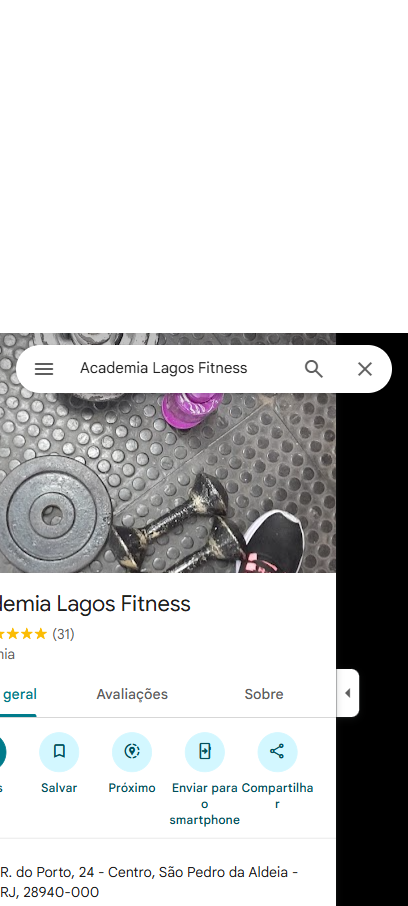 Academia Lagos Fitness
demia Lagos Fitness
(31)
nia
geral Avaliações Sobre
s Salvar Próximo Enviar para o smartphone Compartilhar
R. do Porto, 24 - Centro, São Pedro da Aldeia -
RJ, 28940-000